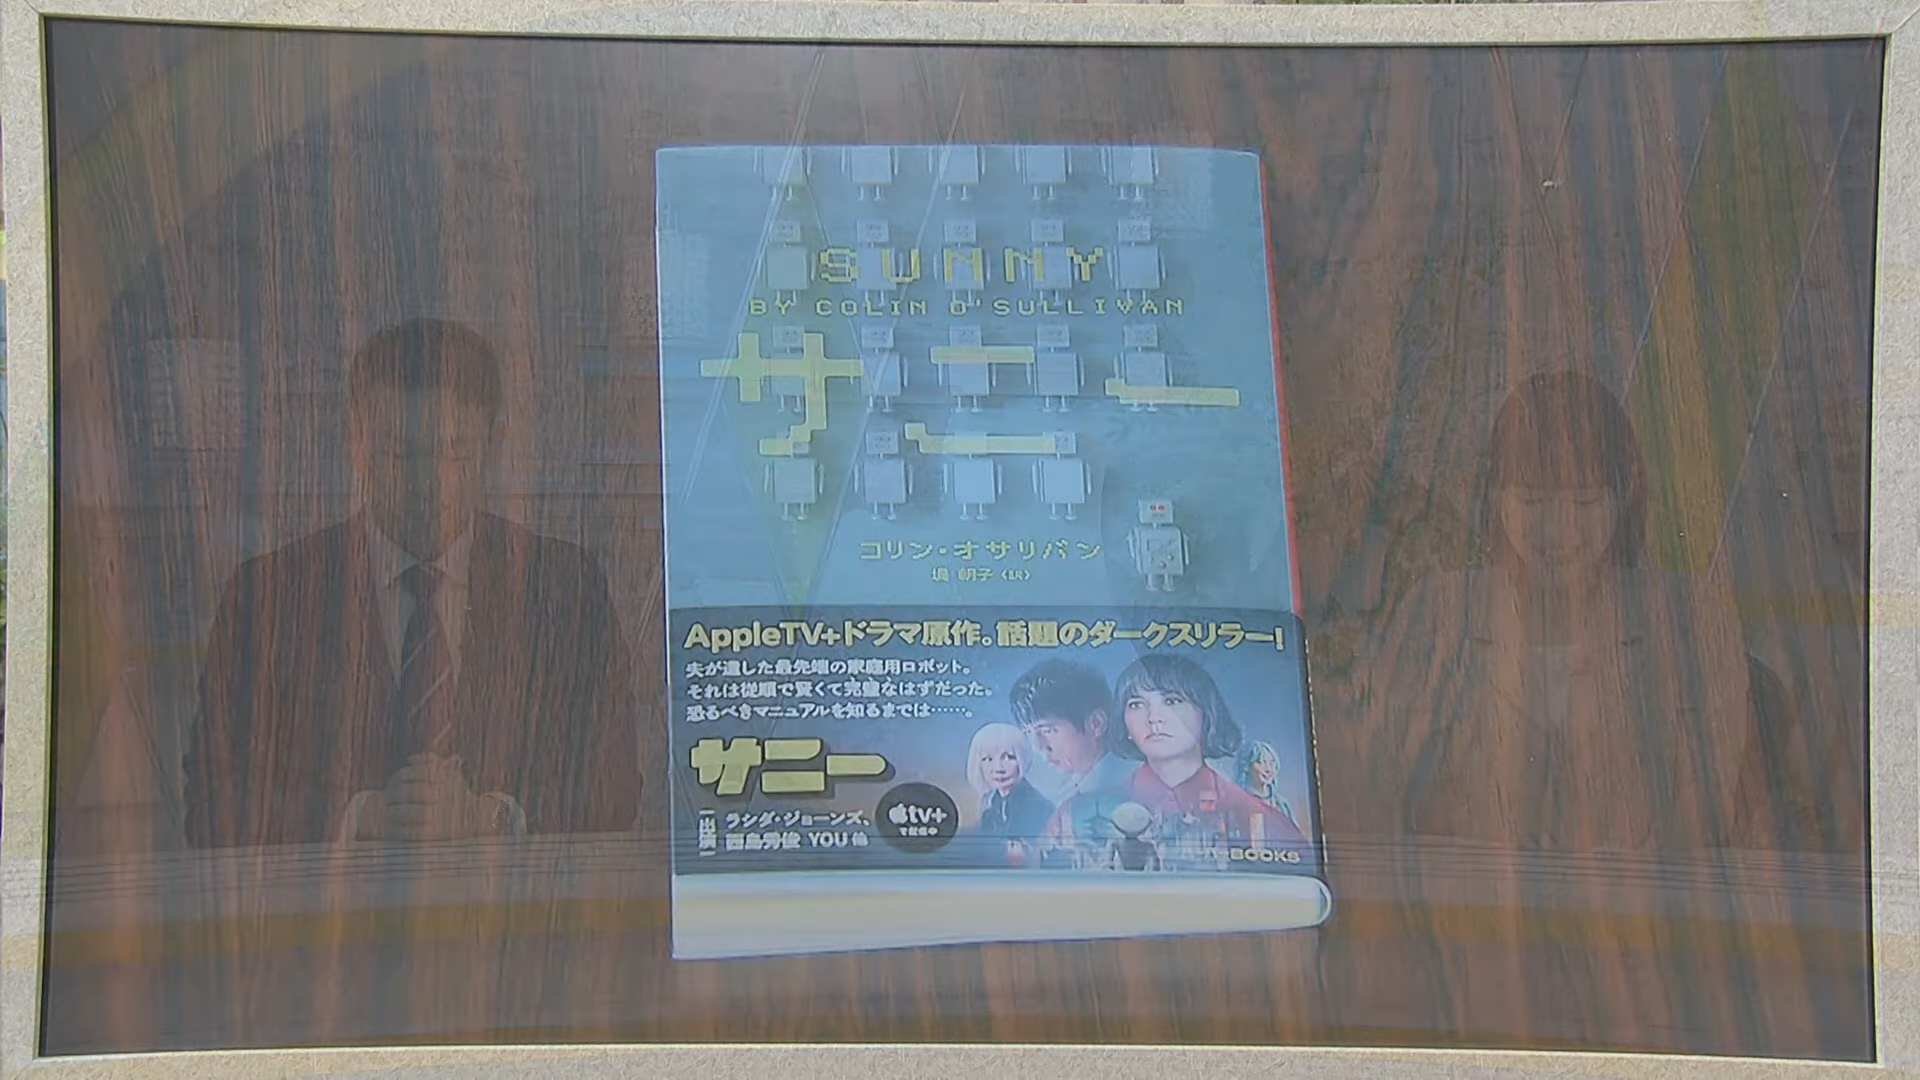 SUNNY
BY COLIN O'SULLIVAN
サニー
コリン・オサリバン
堤 朝子〈訳〉
AppleTV+ドラマ原作。話題のダークスリラー!
夫が遺した最先端の家庭用ロボット。
それは従順で賢くて完璧なはずだった。
恐るべきマニュアルを知るまでは……。
サニー
出演
ラシダ・ジョーンズ、
西島秀俊 YOU 他
tv+
で配信中
BOOKS